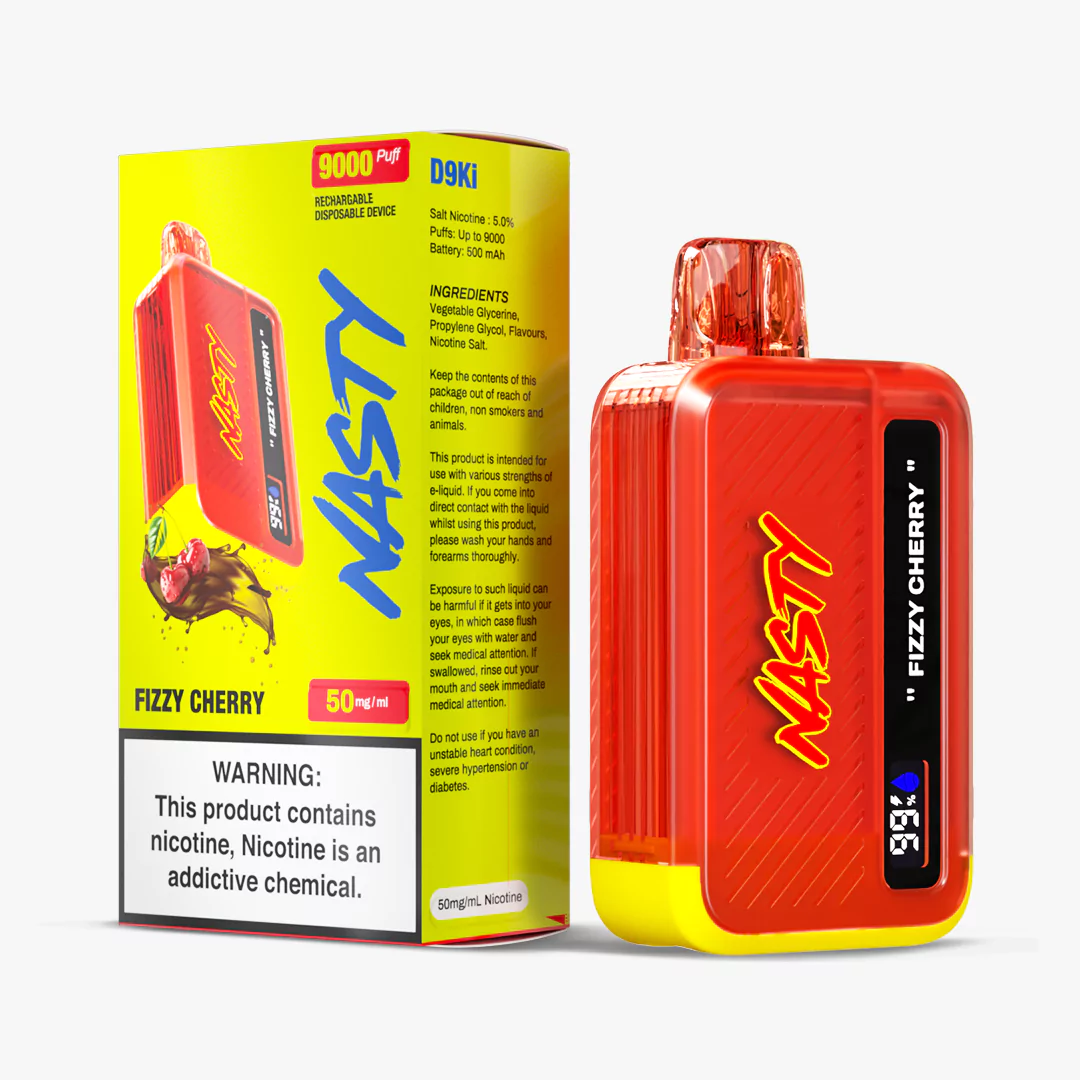 9000 Puff
RECHARGABLE
DISPOSABLE DEVICE
NASTY
" FIZZY CHERRY "
99%
NASTY
FIZZY CHERRY
50 mg/ml
WARNING:
This product contains
nicotine, Nicotine is an
addictive chemical.
D9Ki
Salt Nicotine : 5.0%
Puffs: Up to 9000
Battery: 500 mAh
INGREDIENTS
Vegetable Glycerine,
Propylene Glycol, Flavours,
Nicotine Salt.
Keep the contents of this
package out of reach of
children, non smokers and
animals.
This product is intended for
use with various strengths of
e-liquid. If you come into
direct contact with the liquid
whilst using this product,
please wash your hands and
forearms thoroughly.
Exposure to such liquid can
be harmful if it gets into your
eyes, in which case flush
your eyes with water and
seek medical attention. If
swallowed, rinse out your
mouth and seek immediate
medical attention.
Do not use if you have an
unstable heart condition,
severe hypertension or
diabetes.
50mg/mL Nicotine
NASTY
" FIZZY CHERRY "
99%